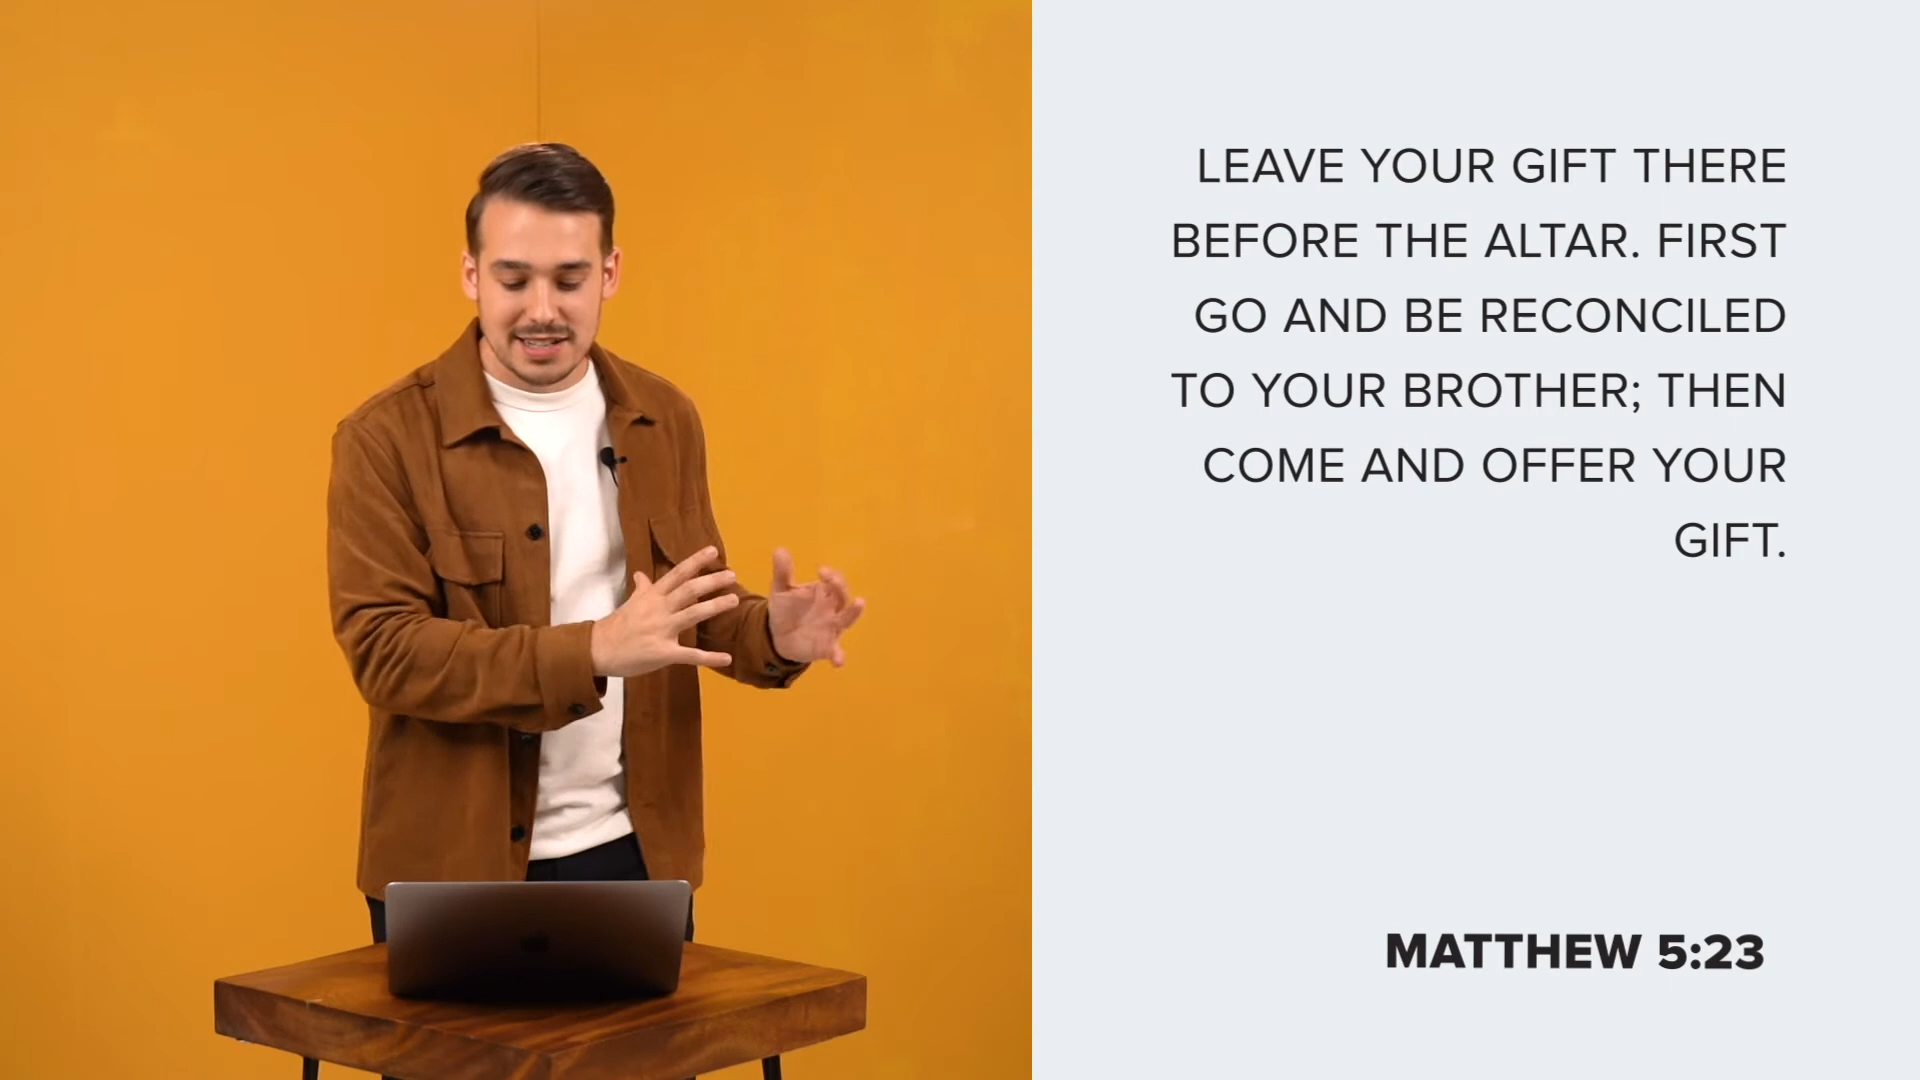 LEAVE YOUR GIFT THERE
BEFORE THE ALTAR. FIRST
GO AND BE RECONCILED
TO YOUR BROTHER; THEN
COME AND OFFER YOUR
GIFT.
MATTHEW 5:23